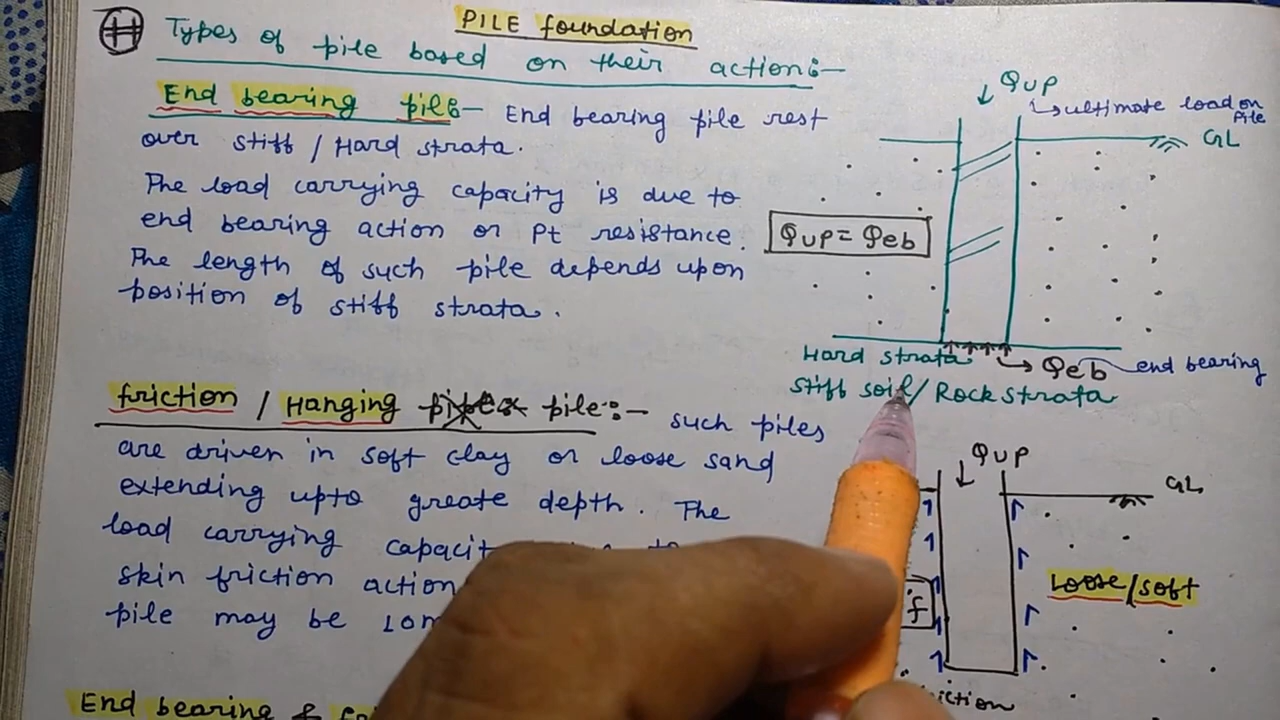 PILE foundation
Types of pile based on their action:-
End bearing pile:- End bearing pile rest
over stiff / Hard strata.
The load carrying capacity is due to
end bearing action or Pt resistance.
The length of such pile depends upon
position of stiff strata.
Qup
ultimate load on
Pile
GL
Qup = Qeb
Hard strata
Qeb end bearing
stiff soil / Rock strata
friction / Hanging pile:- such piles
are driven in soft clay or loose sand
extending upto greate depth. The
load carrying
skin friction action
pile may be
Qup
GL
f
Loose/soft
End bearing &